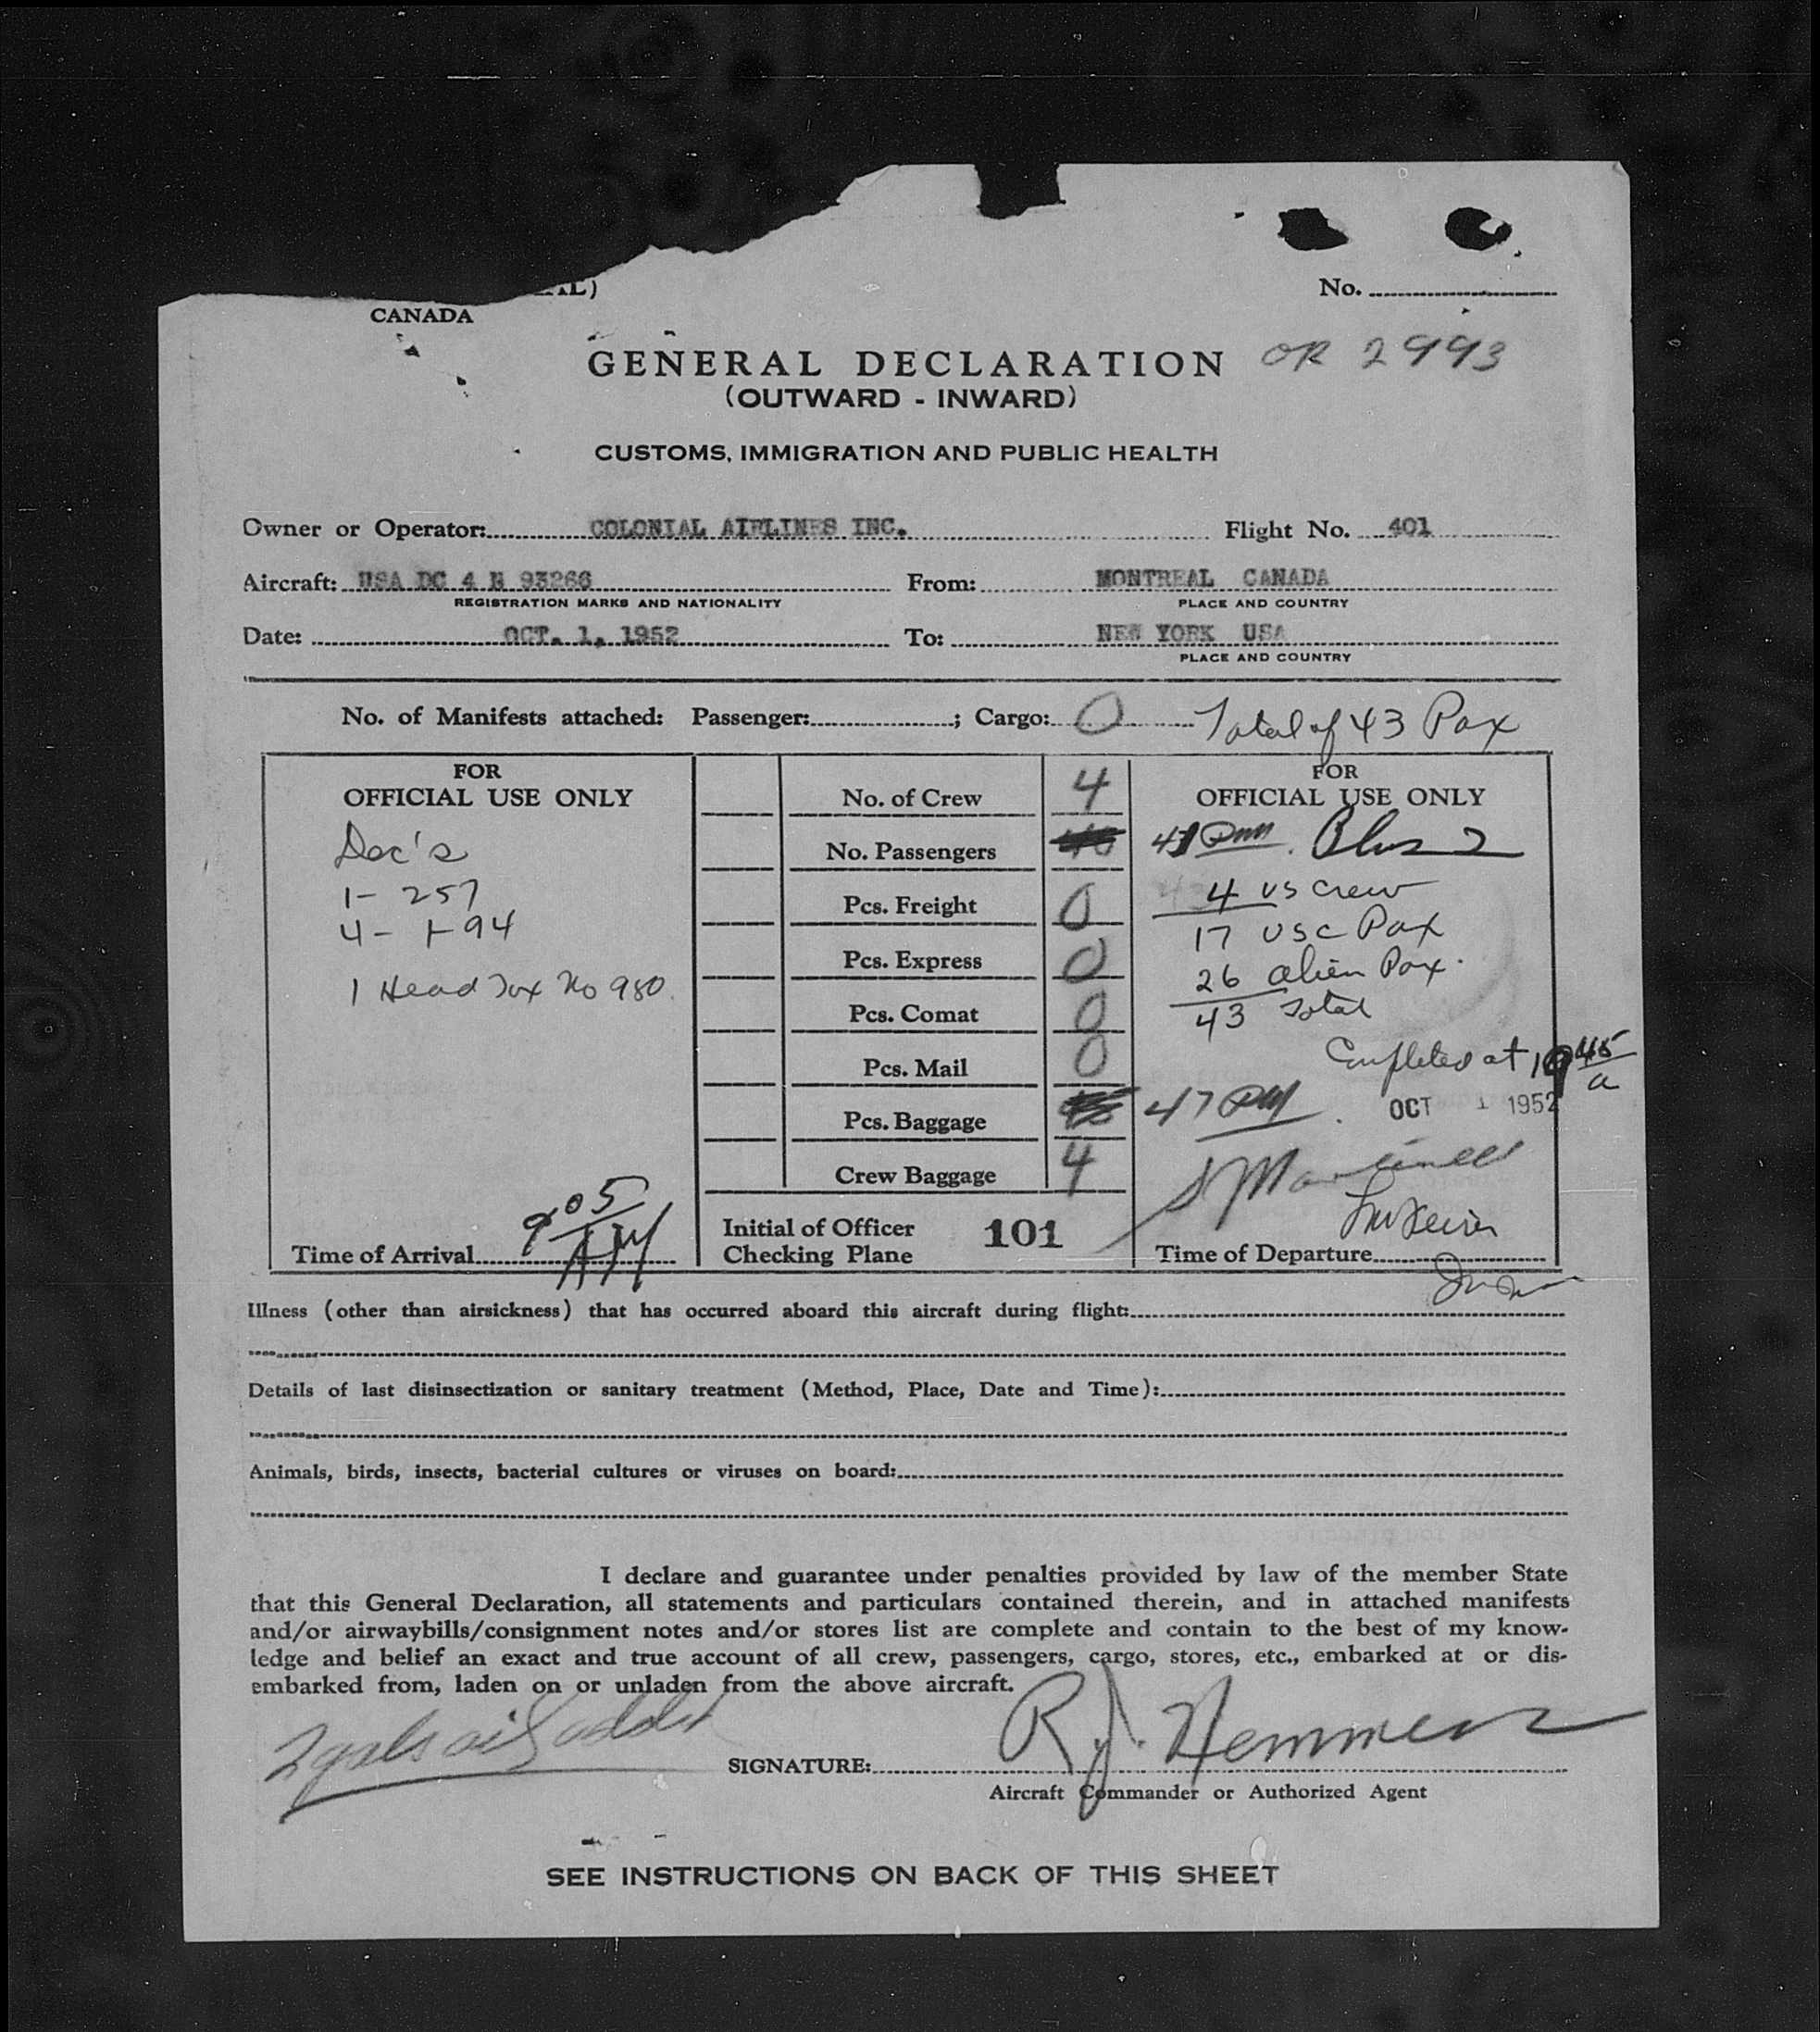 AL)
CANADA
No.
GENERAL DECLARATION OR 2993
(OUTWARD - INWARD)
CUSTOMS, IMMIGRATION AND PUBLIC HEALTH
Owner or Operator: COLONIAL AIRLINES INC. Flight No. 401
Aircraft: USA DC 4 N 93266 From: MONTREAL CANADA
REGISTRATION MARKS AND NATIONALITY PLACE AND COUNTRY
Date: OCT. 1, 1952 To: NEW YORK USA
PLACE AND COUNTRY
No. of Manifests attached: Passenger: ; Cargo: 0 Total of 43 Pax
FOR
OFFICIAL USE ONLY
Doc's
1- 257
4- I-94
1 Head Tax No 980
Time of Arrival 9 05 AM
No. of Crew 4
No. Passengers
Pcs. Freight 0
Pcs. Express 0
Pcs. Comat 0
Pcs. Mail 0
Pcs. Baggage
Crew Baggage 4
Initial of Officer
Checking Plane 101
FOR
OFFICIAL USE ONLY
Plus 2
4 US Crew
17 USC Pax
26 alien Pax.
43 Total
Completed at
47
OCT 1 1952
Time of Departure
Illness (other than airsickness) that has occurred aboard this aircraft during flight:
Details of last disinsectization or sanitary treatment (Method, Place, Date and Time):
Animals, birds, insects, bacterial cultures or viruses on board:
I declare and guarantee under penalties provided by law of the member State
that this General Declaration, all statements and particulars contained therein, and in attached manifests
and/or airwaybills/consignment notes and/or stores list are complete and contain to the best of my know-
ledge and belief an exact and true account of all crew, passengers, cargo, stores, etc., embarked at or dis-
embarked from, laden on or unladen from the above aircraft.
SIGNATURE: R. J. Hemmer
Aircraft Commander or Authorized Agent
SEE INSTRUCTIONS ON BACK OF THIS SHEET